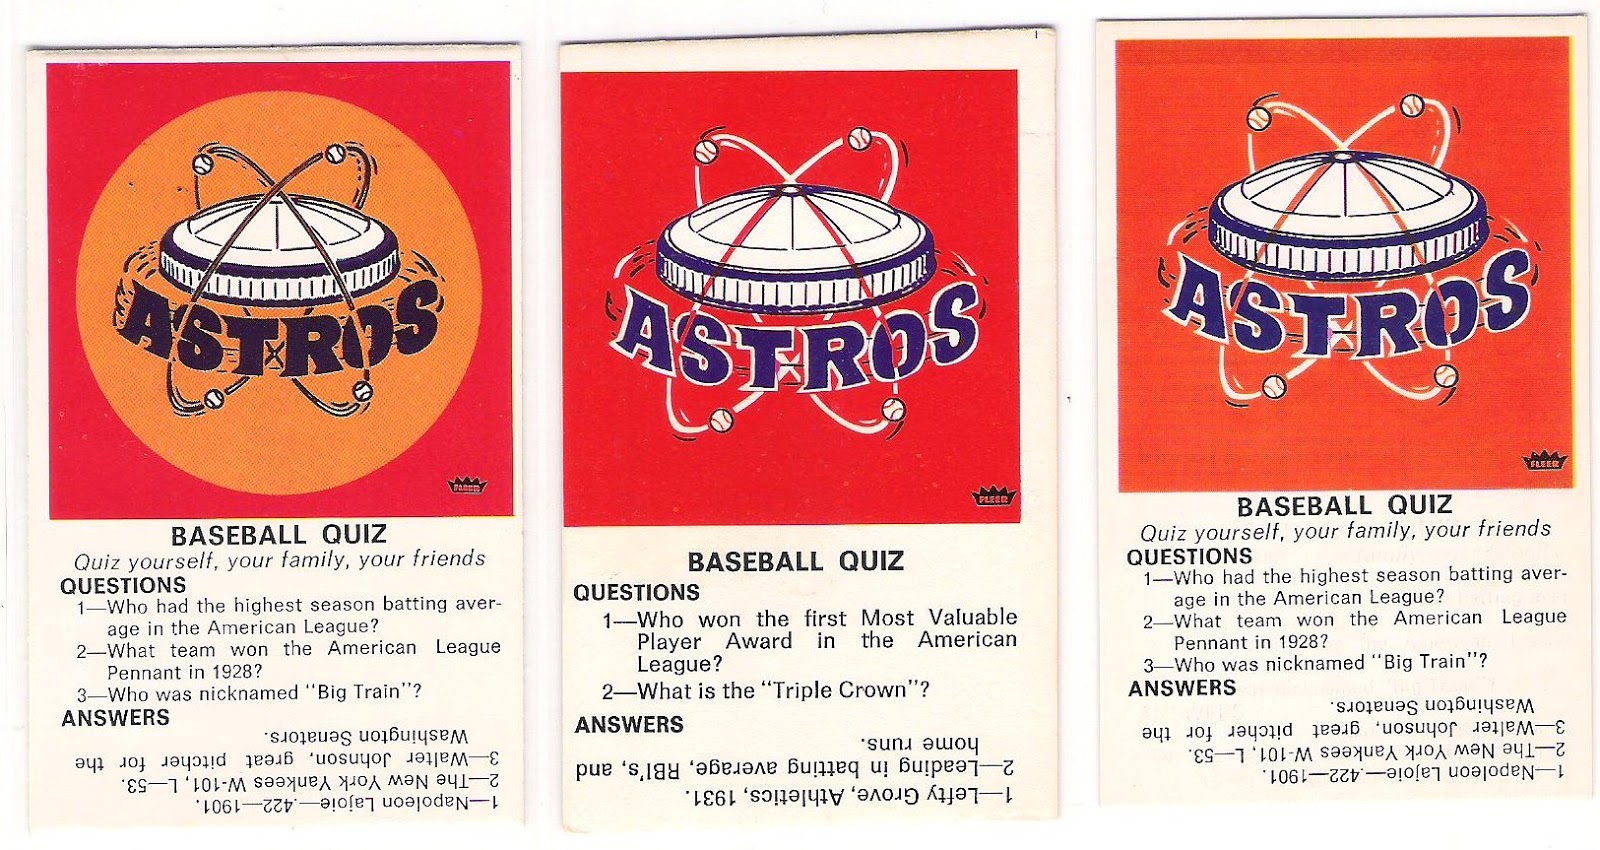 ASTROS
FLEER
BASEBALL QUIZ
Quiz yourself, your family, your friends
QUESTIONS
1—Who had the highest season batting aver-
age in the American League?
2—What team won the American League
Pennant in 1928?
3—Who was nicknamed "Big Train"?
ANSWERS
1—Napoleon Lajoie—.422—1901.
2—The New York Yankees W-101, L—53.
3—Walter Johnson, great pitcher for the
Washington Senators.
ASTROS
FLEER
BASEBALL QUIZ
QUESTIONS
1—Who won the first Most Valuable
Player Award in the American
League?
2—What is the "Triple Crown"?
ANSWERS
1—Lefty Grove, Athletics, 1931.
2—Leading in batting average, RBI's, and
home runs.
ASTROS
FLEER
BASEBALL QUIZ
Quiz yourself, your family, your friends
QUESTIONS
1—Who had the highest season batting aver-
age in the American League?
2—What team won the American League
Pennant in 1928?
3—Who was nicknamed "Big Train"?
ANSWERS
1—Napoleon Lajoie—.422—1901.
2—The New York Yankees W-101, L—53.
3—Walter Johnson, great pitcher for the
Washington Senators.